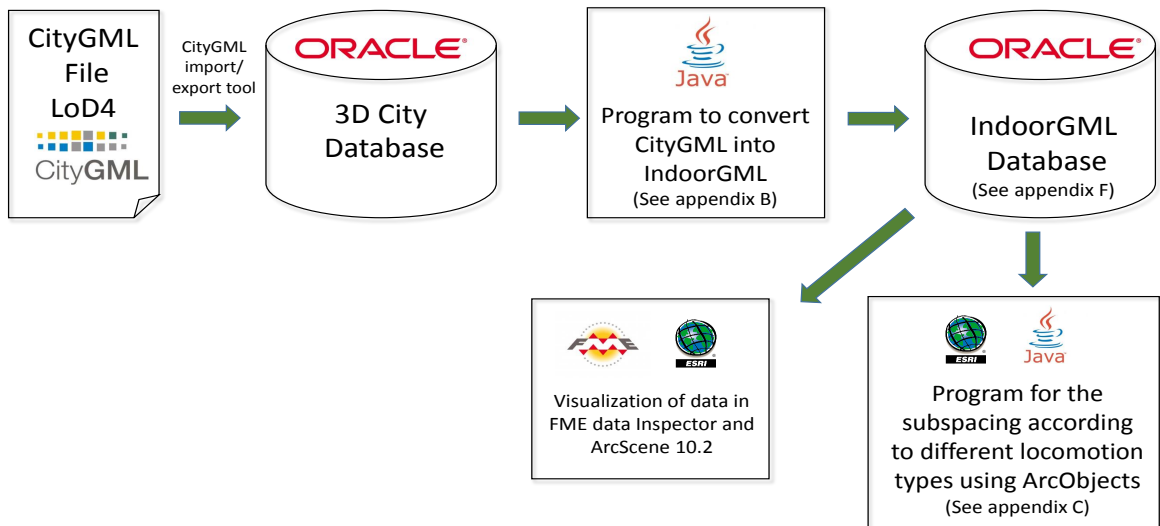 CityGML
File
LoD4
CityGML
CityGML
import/
export tool
ORACLE®
3D City
Database
Java
Program to convert
CityGML into
IndoorGML
(See appendix B)
ORACLE®
IndoorGML
Database
(See appendix F)
FME
ESRI
Visualization of data in
FME data Inspector and
ArcScene 10.2
ESRI
Java
Program for the
subspacing according
to different locomotion
types using ArcObjects
(See appendix C)